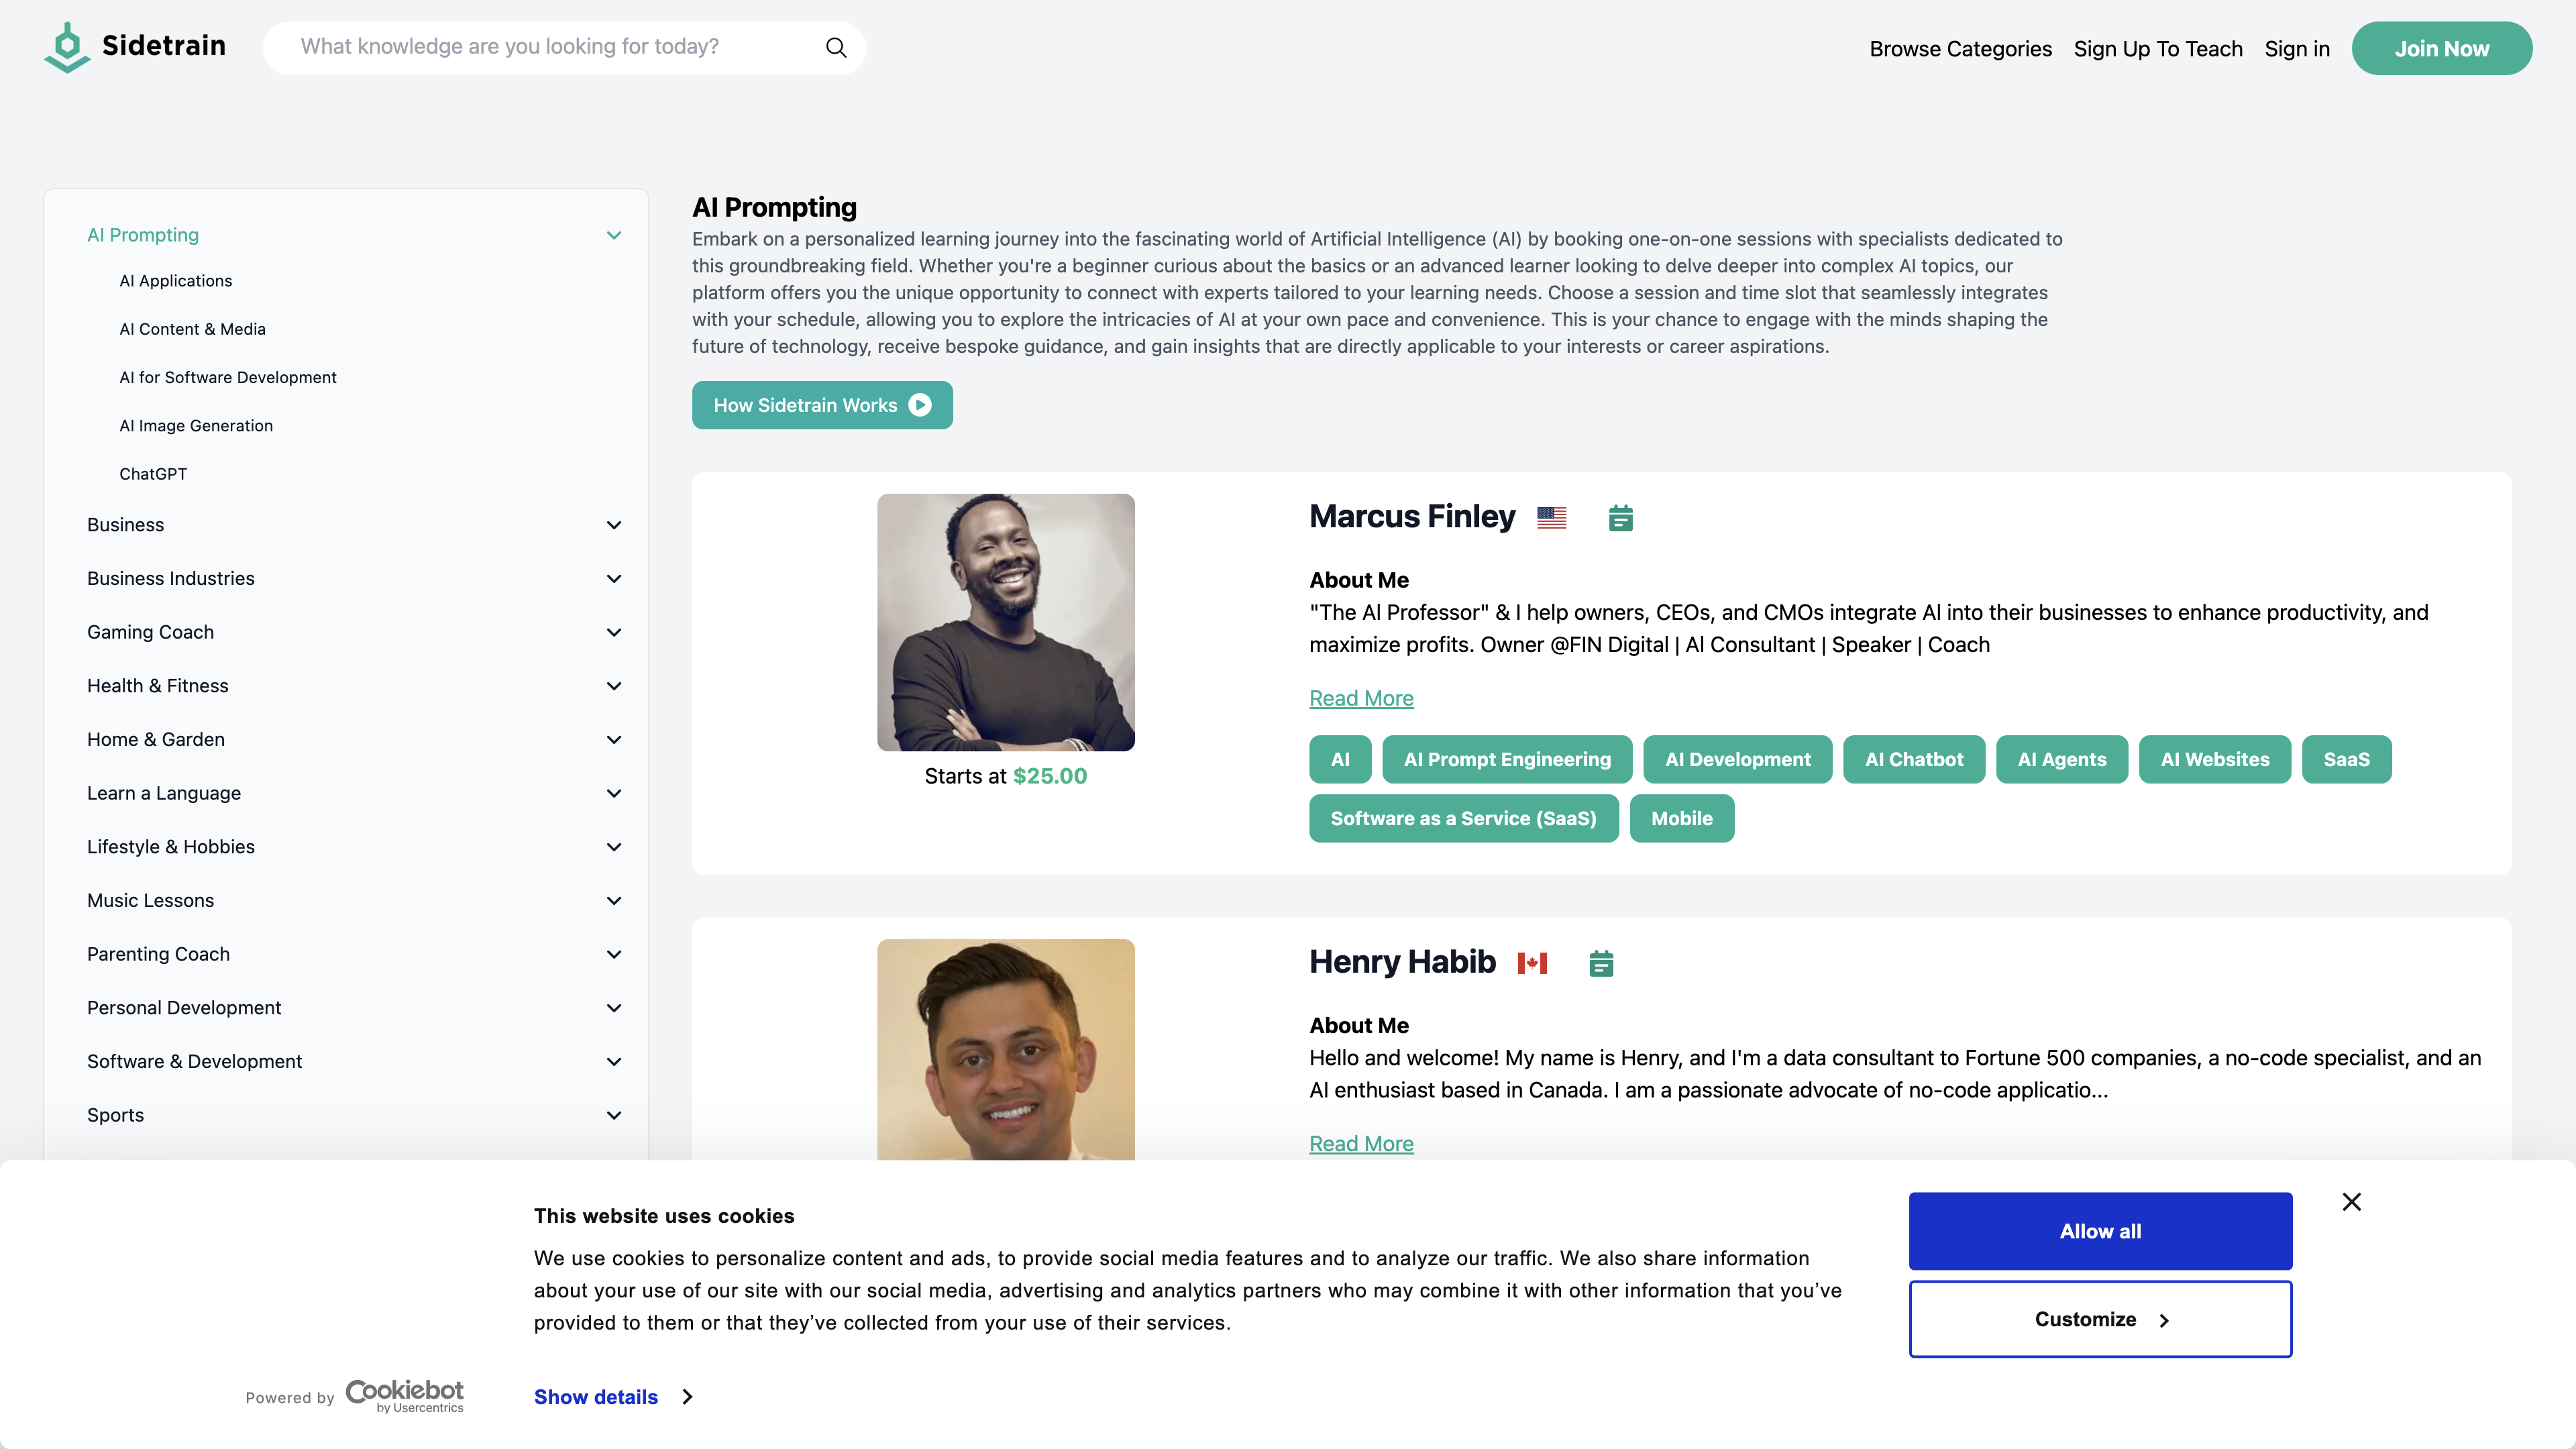 Sidetrain
What knowledge are you looking for today?
Browse Categories
Sign Up To Teach
Sign in
Join Now
AI Prompting
AI Applications
AI Content & Media
AI for Software Development
AI Image Generation
ChatGPT
Business
Business Industries
Gaming Coach
Health & Fitness
Home & Garden
Learn a Language
Lifestyle & Hobbies
Music Lessons
Parenting Coach
Personal Development
Software & Development
Sports
AI Prompting
Embark on a personalized learning journey into the fascinating world of Artificial Intelligence (AI) by booking one-on-one sessions with specialists dedicated to
this groundbreaking field. Whether you're a beginner curious about the basics or an advanced learner looking to delve deeper into complex AI topics, our
platform offers you the unique opportunity to connect with experts tailored to your learning needs. Choose a session and time slot that seamlessly integrates
with your schedule, allowing you to explore the intricacies of AI at your own pace and convenience. This is your chance to engage with the minds shaping the
future of technology, receive bespoke guidance, and gain insights that are directly applicable to your interests or career aspirations.
How Sidetrain Works
Starts at $25.00
Marcus Finley
About Me
"The AI Professor" & I help owners, CEOs, and CMOs integrate AI into their businesses to enhance productivity, and
maximize profits. Owner @FIN Digital | AI Consultant | Speaker | Coach
Read More
AI
AI Prompt Engineering
AI Development
AI Chatbot
AI Agents
AI Websites
SaaS
Software as a Service (SaaS)
Mobile
Henry Habib
About Me
Hello and welcome! My name is Henry, and I'm a data consultant to Fortune 500 companies, a no-code specialist, and an
AI enthusiast based in Canada. I am a passionate advocate of no-code applicatio...
Read More
This website uses cookies
We use cookies to personalize content and ads, to provide social media features and to analyze our traffic. We also share information
about your use of our site with our social media, advertising and analytics partners who may combine it with other information that you’ve
provided to them or that they’ve collected from your use of their services.
Powered by Cookiebot
by Usercentrics
Show details
Allow all
Customize